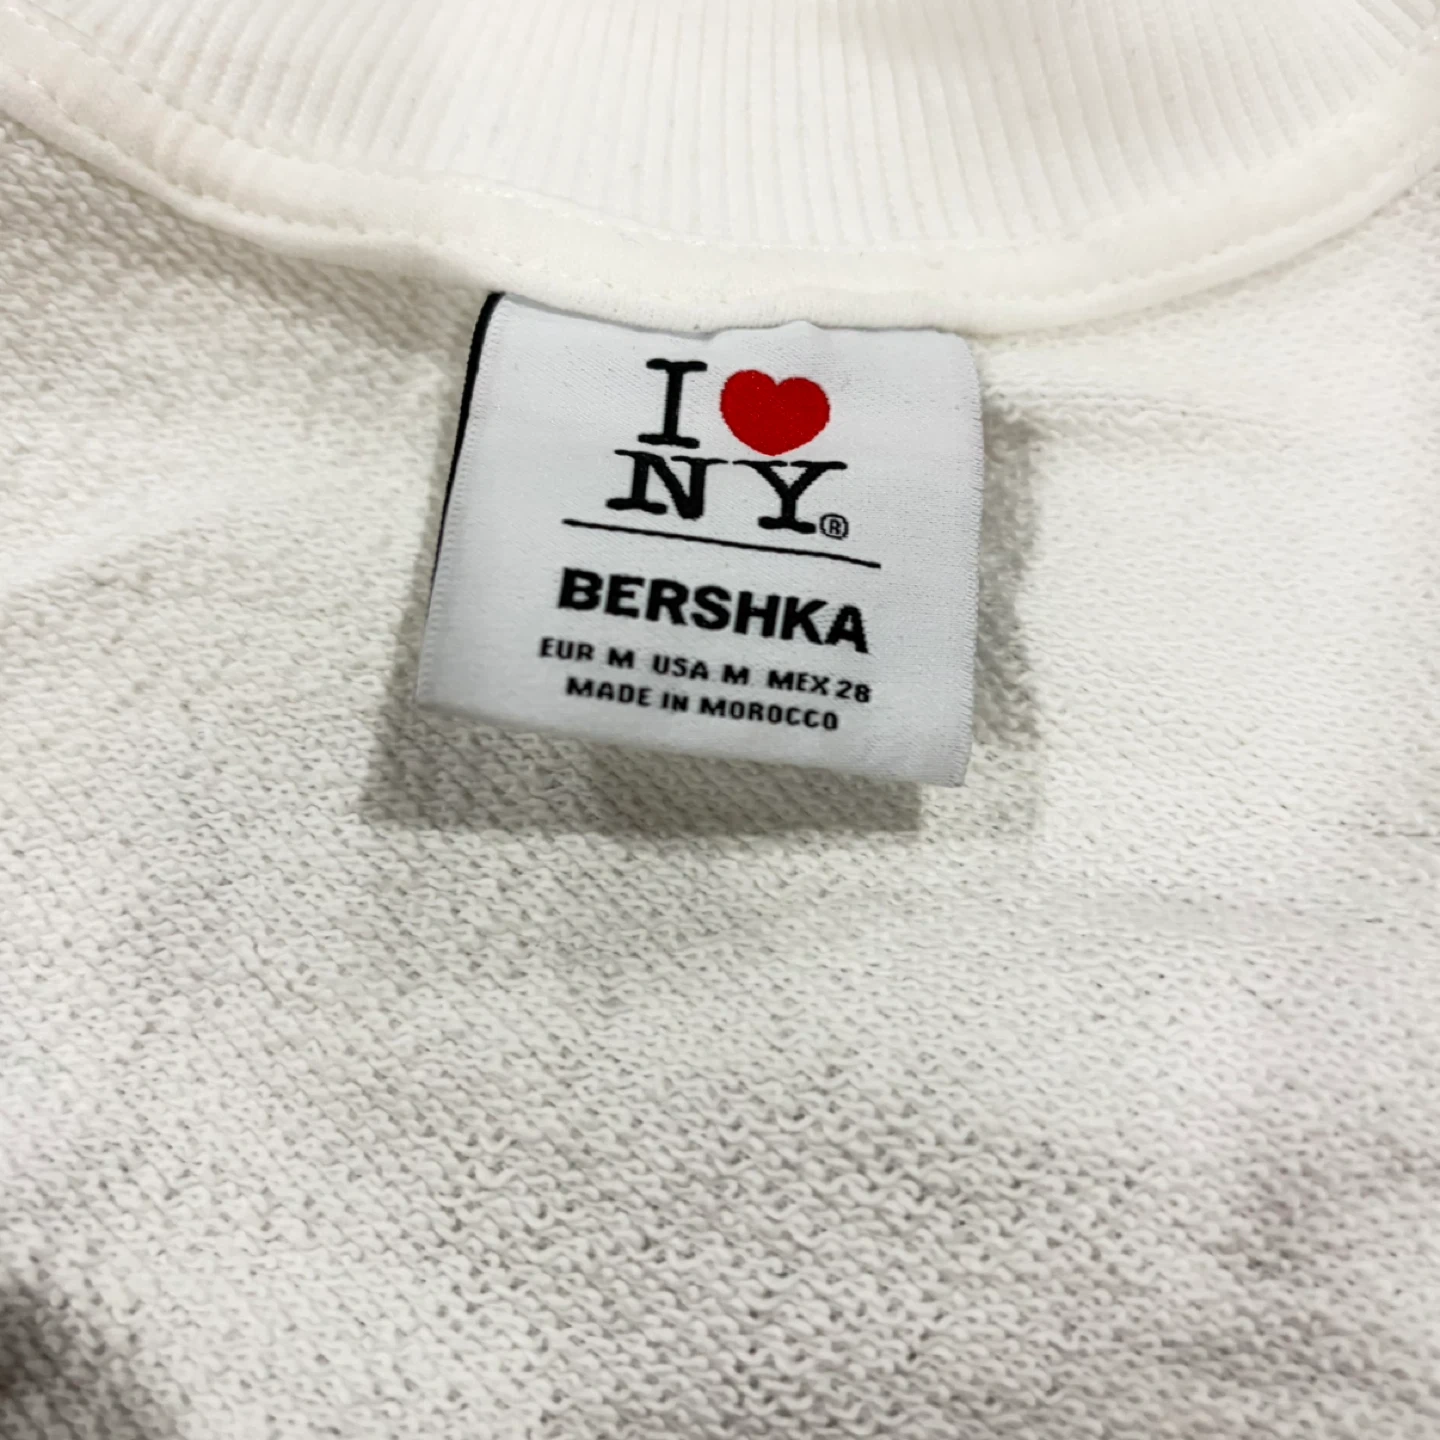 I ❤
NY®
BERSHKA
EUR M USA M MEX 28
MADE IN MOROCCO